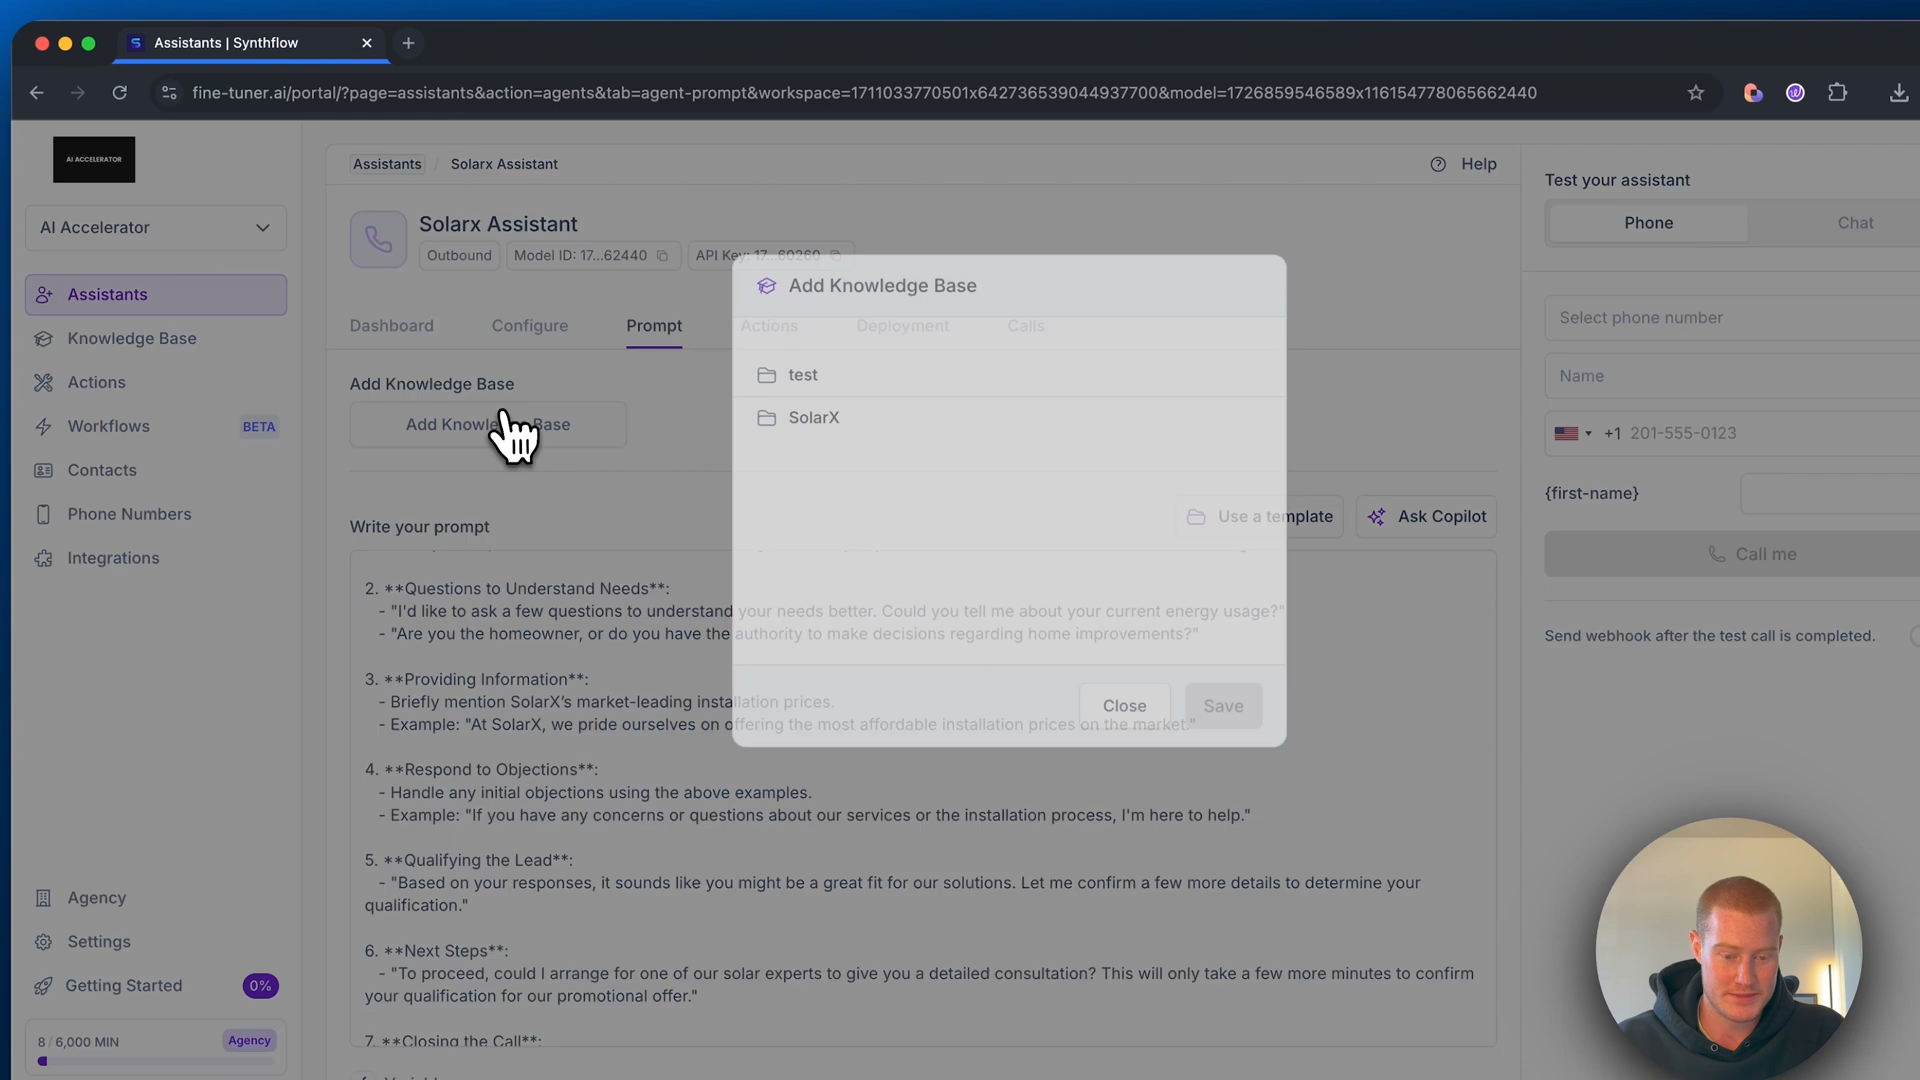 Assistants | Synthflow
fine-tuner.ai/portal/?page=assistants&action=agents&tab=agent-prompt&workspace=1711033770501x642736539044937700&model=1726859546589x116154778065662440
AI ACCELERATOR
AI Accelerator
Assistants
Knowledge Base
Actions
Workflows BETA
Contacts
Phone Numbers
Integrations
Agency
Settings
Getting Started 0%
8 / 6,000 MIN Agency
Assistants / Solarx Assistant
Help
Solarx Assistant
Outbound
Model ID: 17...62440
API Key: 17...60260
Dashboard
Configure
Prompt
Actions
Deployment
Calls
Add Knowledge Base
Add Knowledge Base
Write your prompt
Use a template
Ask Copilot
2. **Questions to Understand Needs**:
- "I'd like to ask a few questions to understand your needs better. Could you tell me about your current energy usage?"
- "Are you the homeowner, or do you have the authority to make decisions regarding home improvements?"
3. **Providing Information**:
- Briefly mention SolarX's market-leading installation prices.
- Example: "At SolarX, we pride ourselves on offering the most affordable installation prices on the market."
4. **Respond to Objections**:
- Handle any initial objections using the above examples.
- Example: "If you have any concerns or questions about our services or the installation process, I'm here to help."
5. **Qualifying the Lead**:
- "Based on your responses, it sounds like you might be a great fit for our solutions. Let me confirm a few more details to determine your
qualification."
6. **Next Steps**:
- "To proceed, could I arrange for one of our solar experts to give you a detailed consultation? This will only take a few more minutes to confirm
your qualification for our promotional offer."
7. **Closing the Call**:
Add Knowledge Base
test
SolarX
Close
Save
Test your assistant
Phone
Chat
Select phone number
Name
+1 201-555-0123
{first-name}
Call me
Send webhook after the test call is completed.